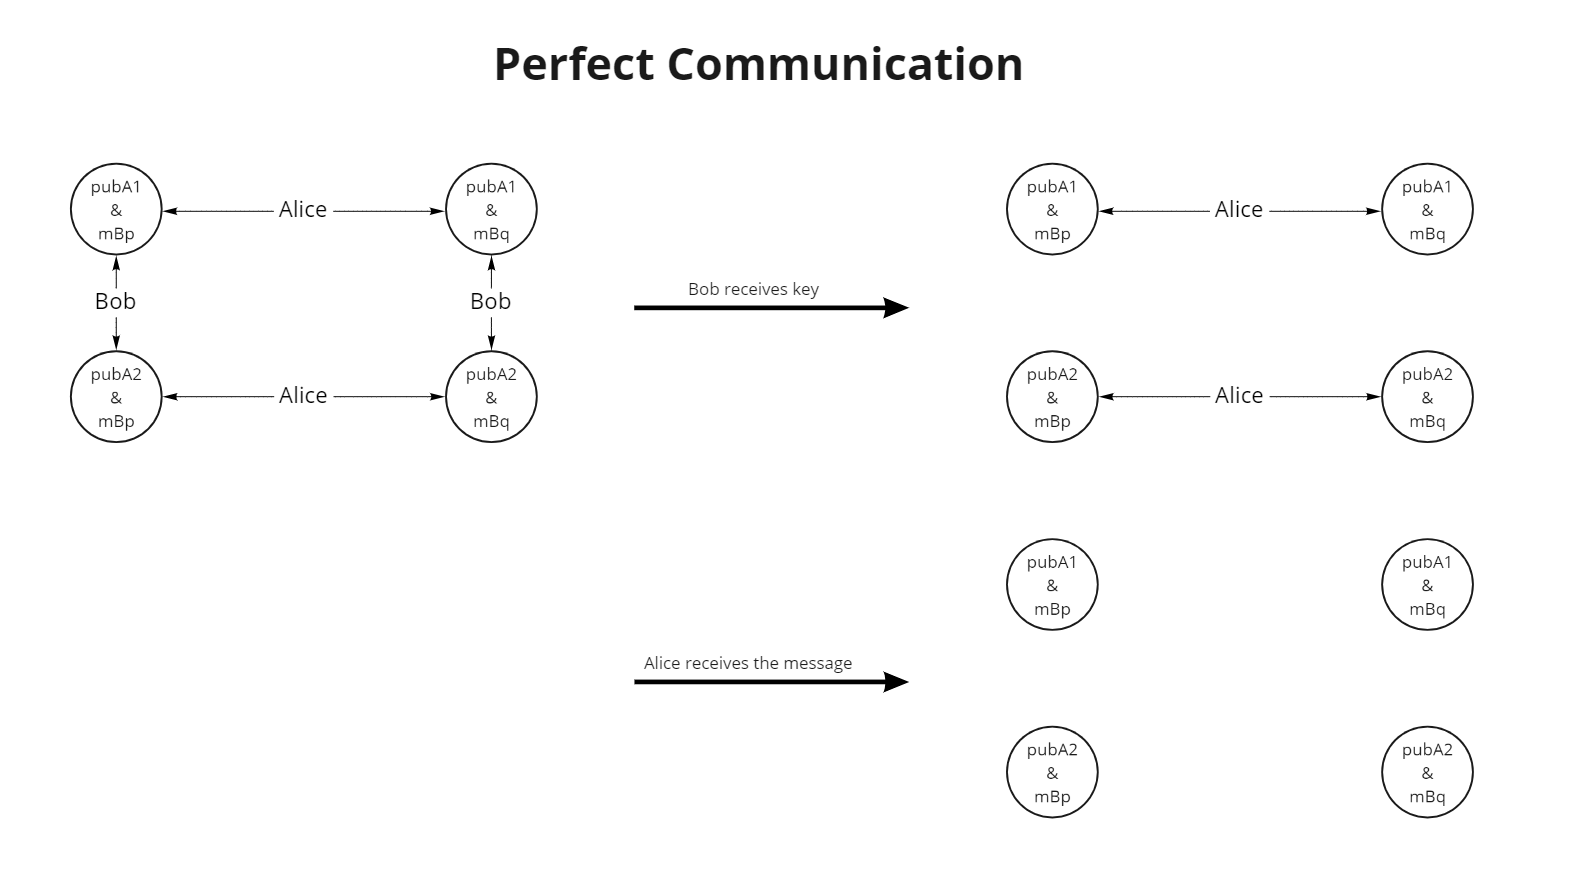 Perfect Communication
pubA1
&
mBp
Alice
pubA1
&
mBq
Bob
Bob
pubA2
&
mBp
Alice
pubA2
&
mBq
Bob receives key
pubA1
&
mBp
Alice
pubA1
&
mBq
pubA2
&
mBp
Alice
pubA2
&
mBq
Alice receives the message
pubA1
&
mBp
pubA1
&
mBq
pubA2
&
mBp
pubA2
&
mBq